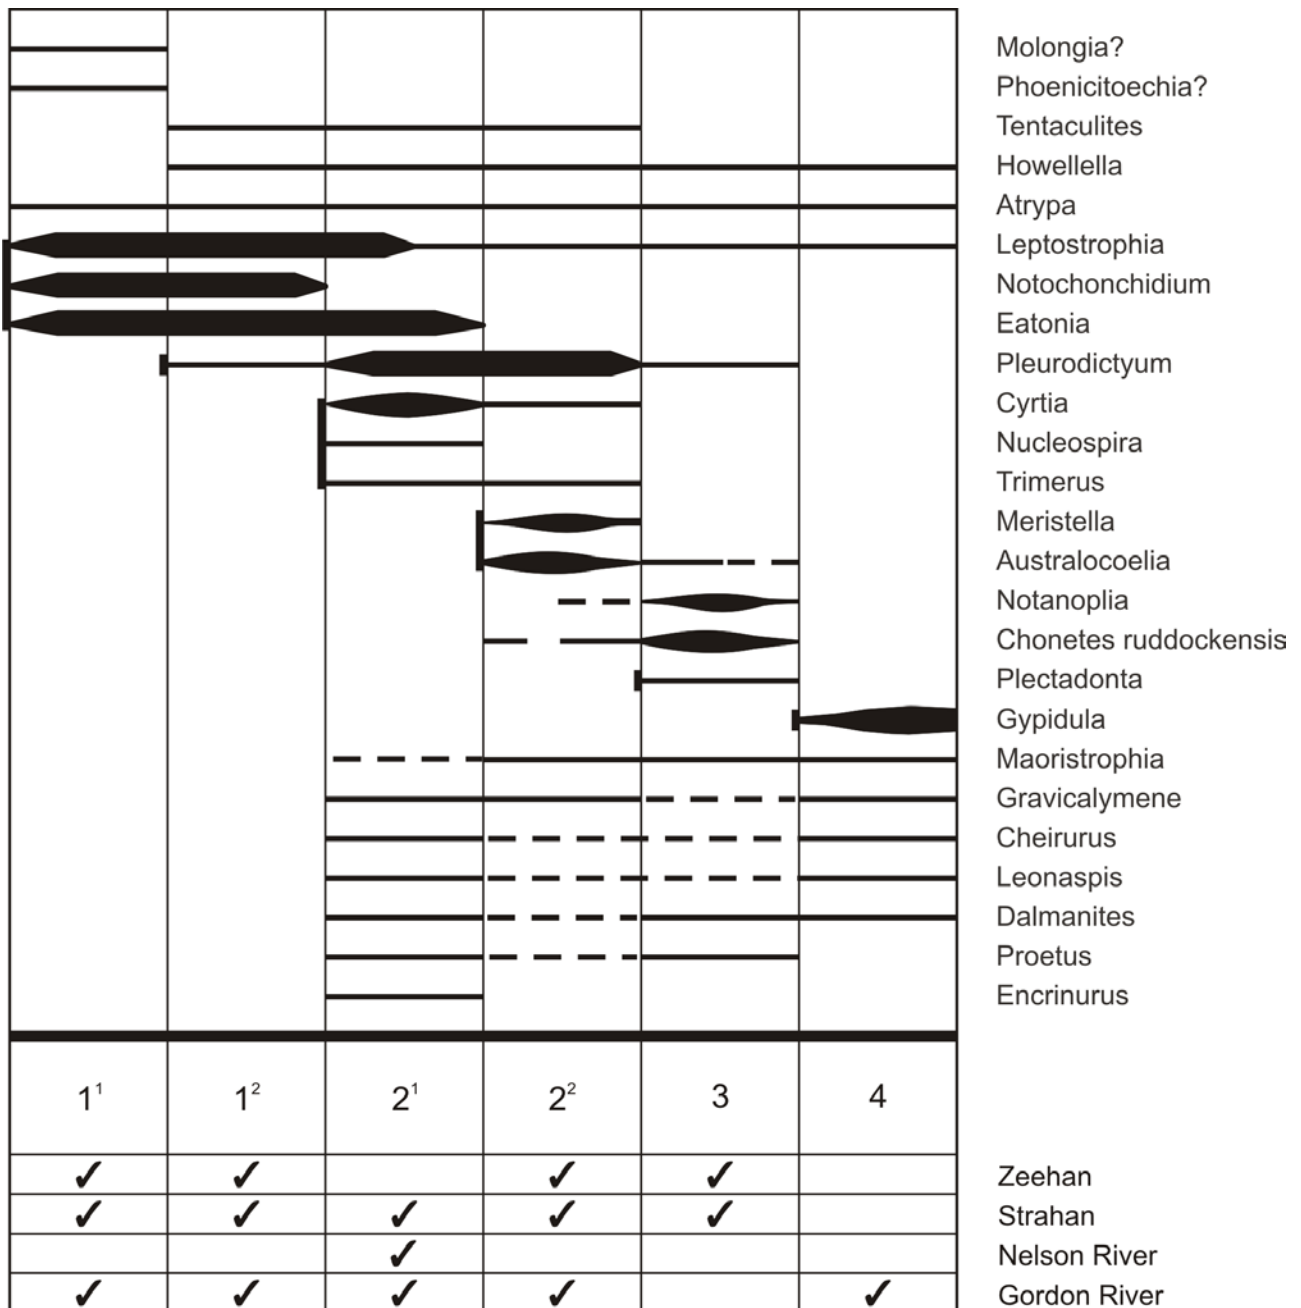 Molongia?
Phoenicitoechia?
Tentaculites
Howellella
Atrypa
Leptostrophia
Notochonchidium
Eatonia
Pleurodictyum
Cyrtia
Nucleospira
Trimerus
Meristella
Australocoelia
Notanoplia
Chonetes ruddockensis
Plectadonta
Gypidula
Maoristrophia
Gravicalymene
Cheirurus
Leonaspis
Dalmanites
Proetus
Encrinurus
1¹ 1² 2¹ 2² 3 4
✓ ✓ ✓ ✓ Zeehan
✓ ✓ ✓ ✓ ✓ Strahan
✓ Nelson River
✓ ✓ ✓ ✓ ✓ Gordon River